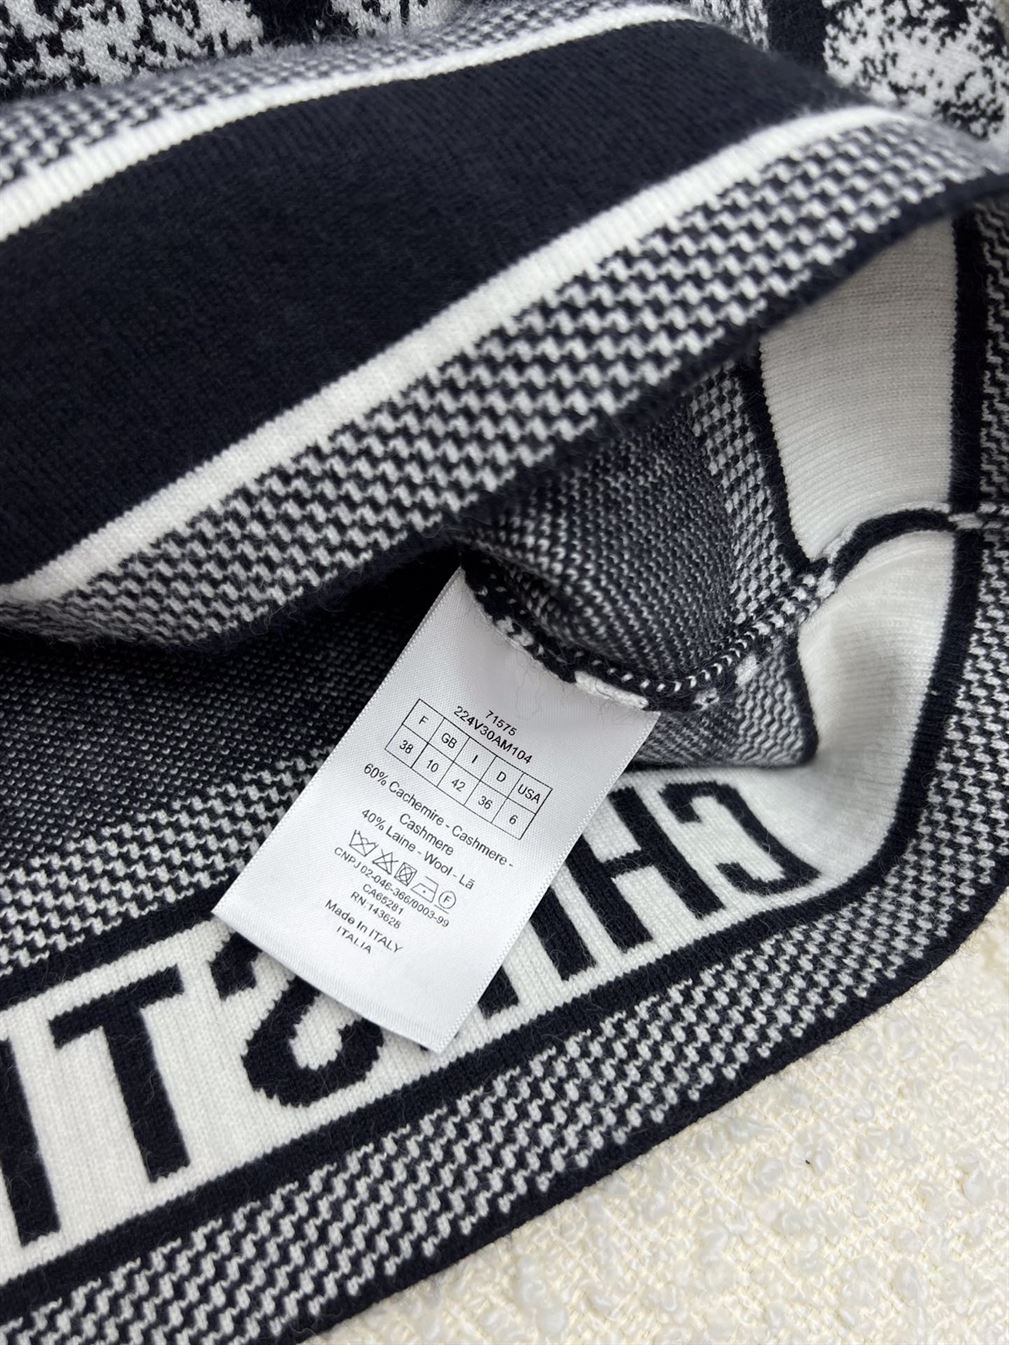 71575
224V30AM104
F GB I D USA
38 10 42 36 6
60% Cachemire - Cashmere -
Cashmere
40% Laine - Wool - Lã
F
CNPJ 02-046-366/0003-99
CA65281
RN 143628
Made In ITALY
ITALIA
CHRISTI